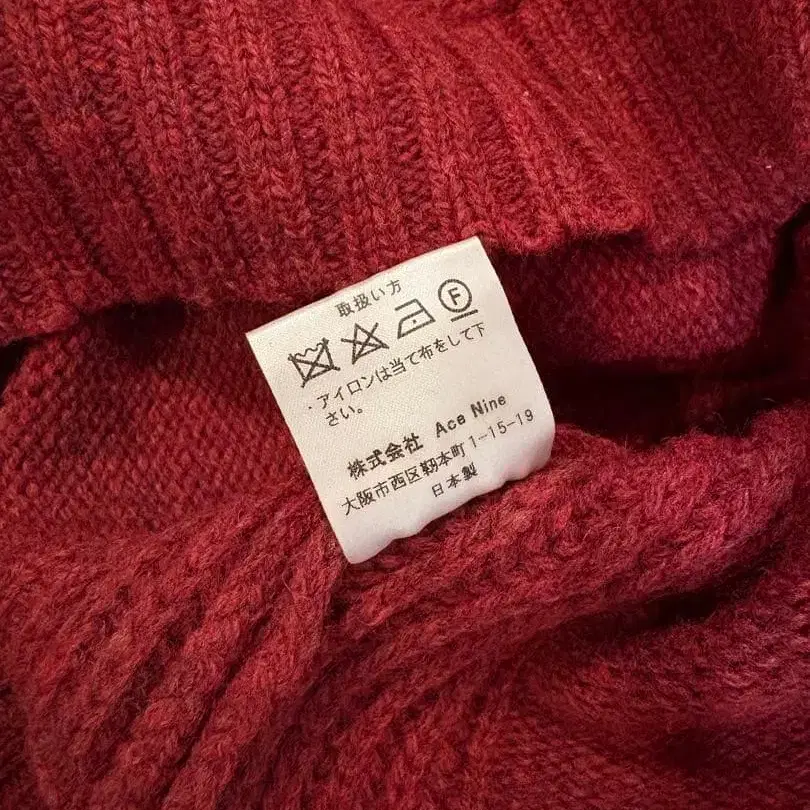 取扱い方
F
・アイロンは当て布をして下
さい。
株式会社 Ace Nine
大阪市西区靱本町1-15-19
日本製